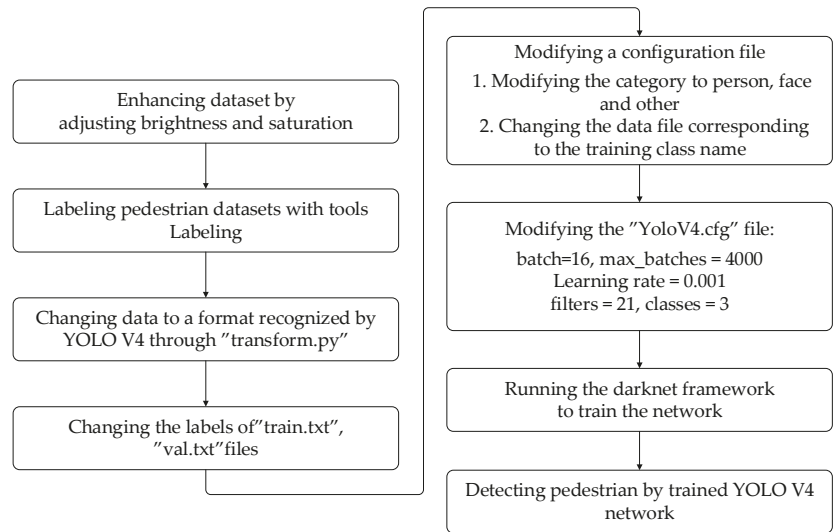 Enhancing dataset by
adjusting brightness and saturation
Labeling pedestrian datasets with tools
Labeling
Changing data to a format recognized by
YOLO V4 through ”transform.py”
Changing the labels of”train.txt”,
”val.txt”files
Modifying a configuration file
1. Modifying the category to person, face
and other
2. Changing the data file corresponding
to the training class name
Modifying the ”YoloV4.cfg” file:
batch=16, max_batches = 4000
Learning rate = 0.001
filters = 21, classes = 3
Running the darknet framework
to train the network
Detecting pedestrian by trained YOLO V4
network